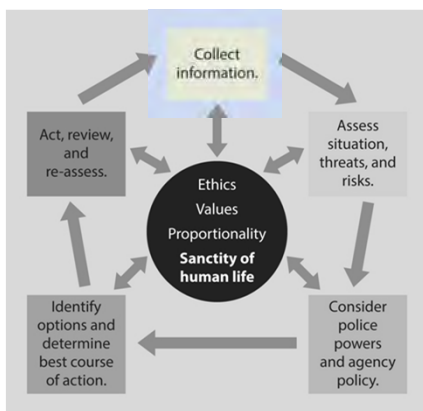 Collect
information.
Assess
situation,
threats, and
risks.
Consider
police
powers
and agency
policy.
Identify
options and
determine
best course
of action.
Act, review,
and
re-assess.
Ethics
Values
Proportionality
Sanctity of
human life